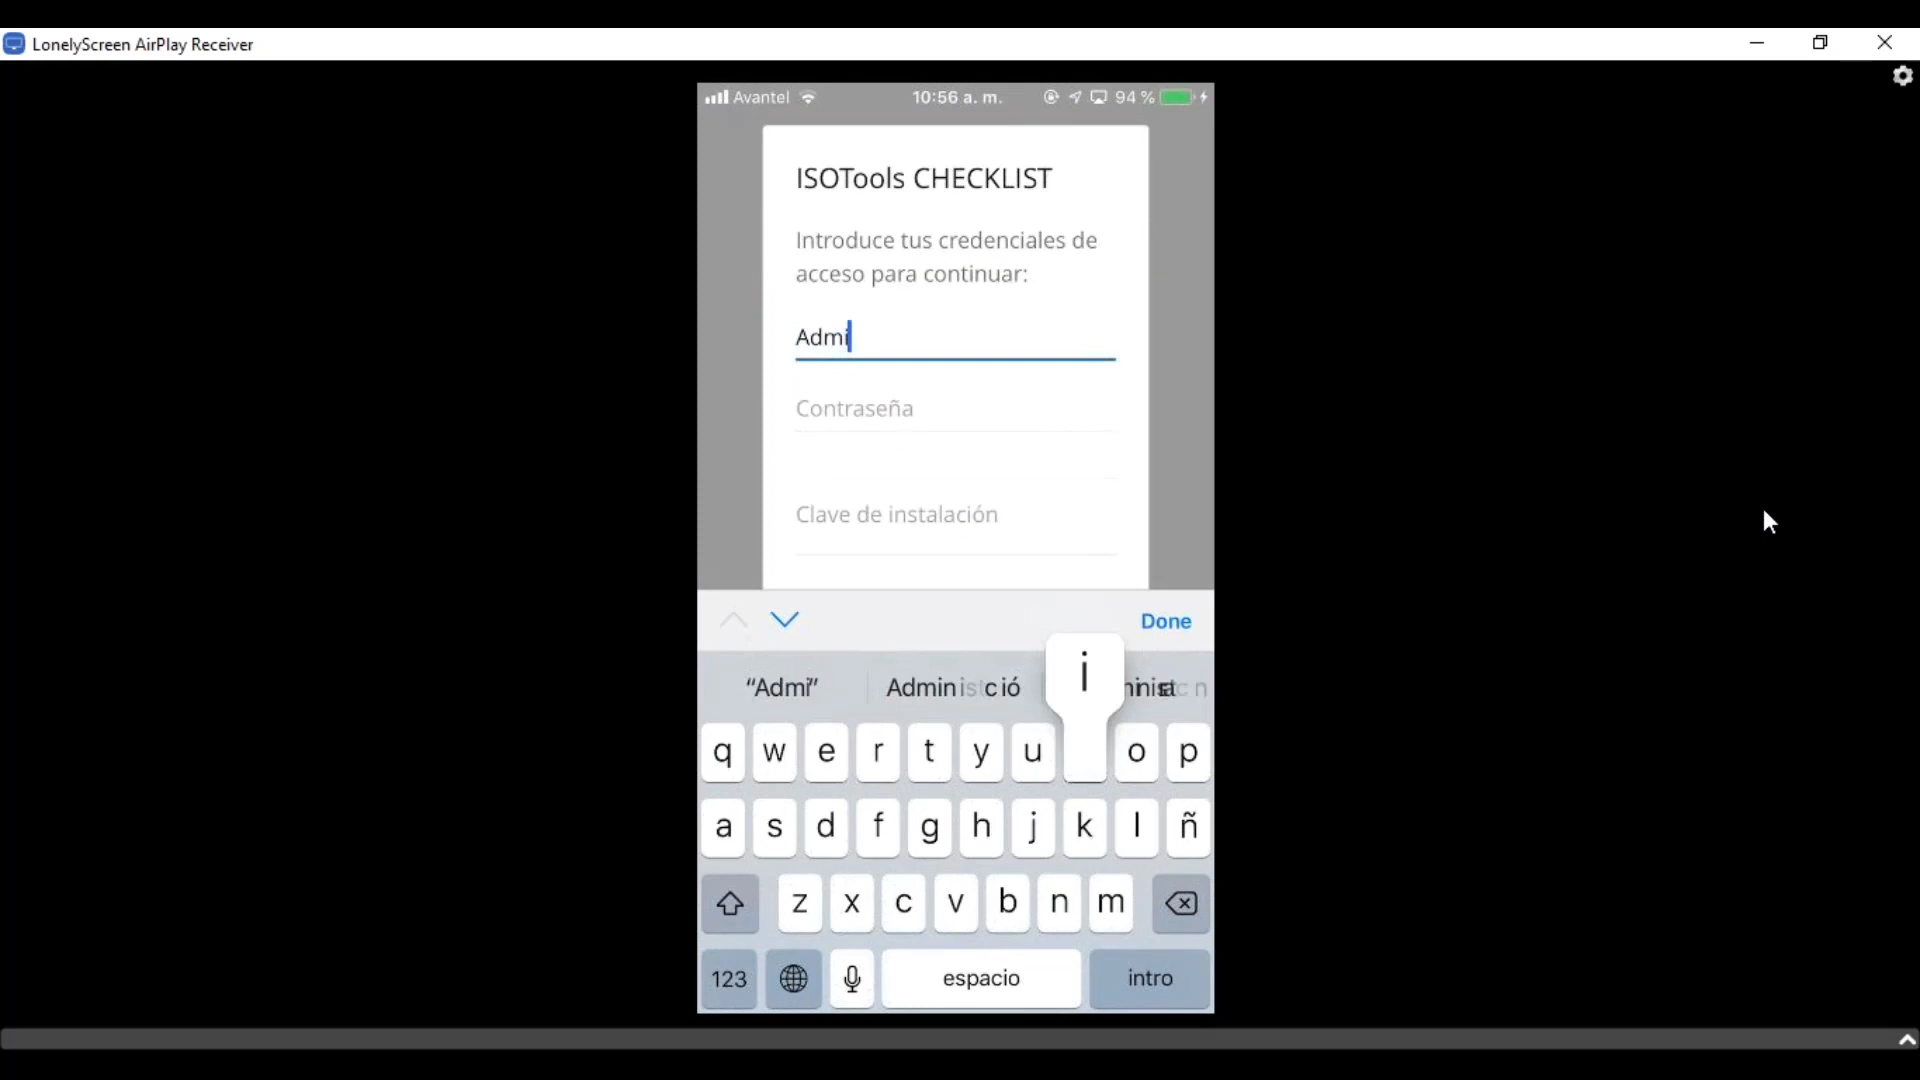 LonelyScreen AirPlay Receiver
Avantel 10:56 a. m. 94 %
ISOTools CHECKLIST
Introduce tus credenciales de
acceso para continuar:
Admi
Contraseña
Clave de instalación
Done
“Admi”
i
q w e r t y u o p
a s d f g h j k l ñ
z x c v b n m
123 espacio intro